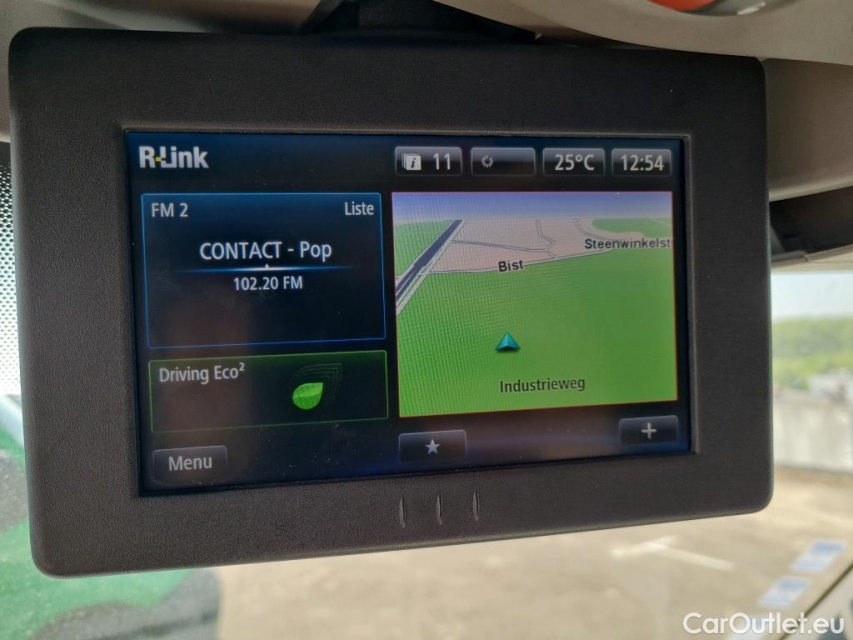 R-Link
11
25°C
12:54
FM 2
Liste
CONTACT - Pop
102.20 FM
Driving Eco²
Menu
Steenwinkelst
Bist
Industrieweg
+
CarOutlet.eu